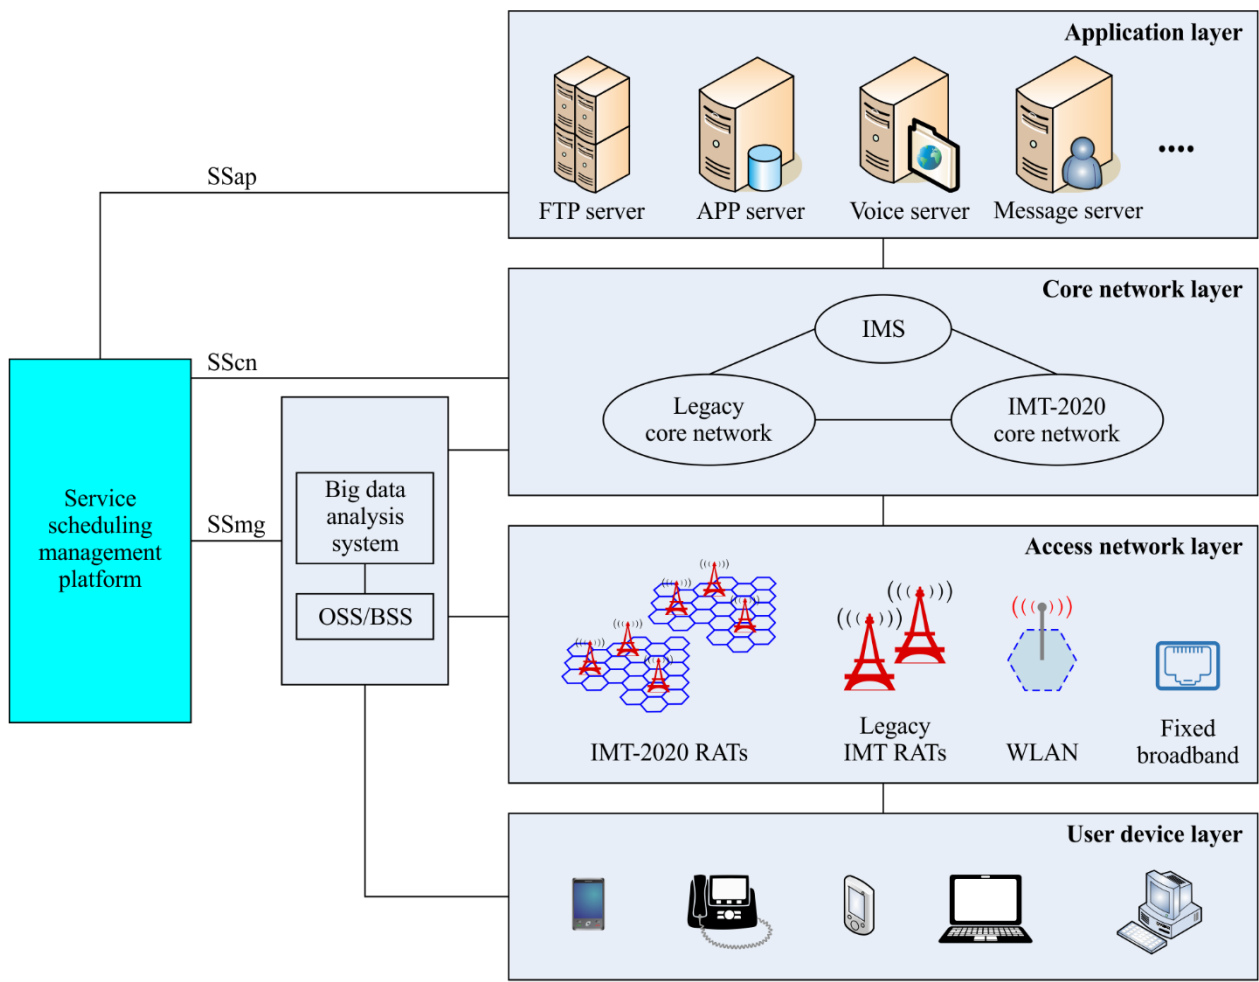 Application layer
FTP server
APP server
Voice server
Message server
....
SSap
Core network layer
IMS
Legacy
core network
IMT-2020
core network
SScn
Service
scheduling
management
platform
SSmg
Big data
analysis
system
OSS/BSS
Access network layer
IMT-2020 RATs
Legacy
IMT RATs
WLAN
Fixed
broadband
User device layer